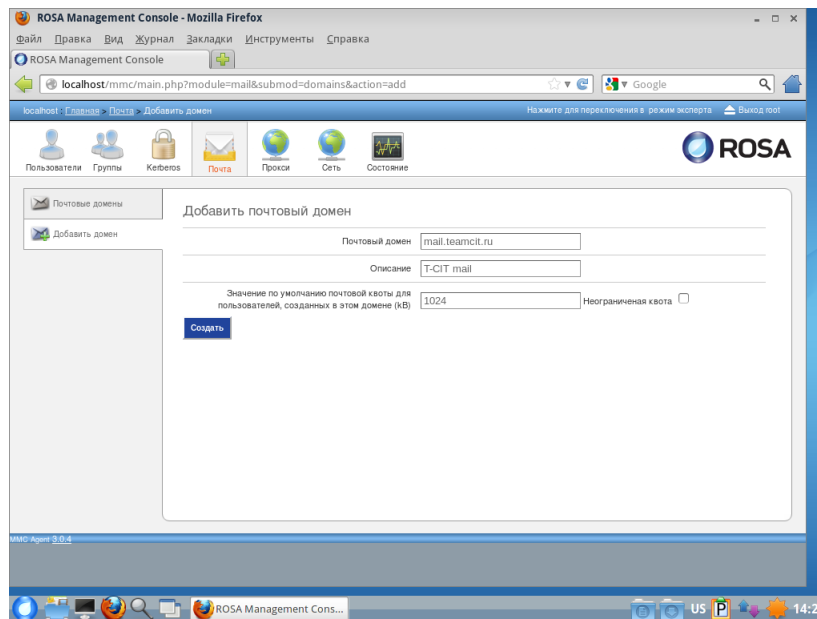 ROSA Management Console - Mozilla Firefox
Файл Правка Вид Журнал Закладки Инструменты Справка
ROSA Management Console
localhost/mmc/main.php?module=mail&submod=domains&action=add
Google
localhost : Главная > Почта > Добавить домен
Нажмите для переключения в режим эксперта
Выход root
Пользователи Группы Kerberos Почта Прокси Сеть Состояние
ROSA
Почтовые домены
Добавить домен
Добавить почтовый домен
Почтовый домен mail.teamcit.ru
Описание T-CIT mail
Значение по умолчанию почтовой квоты для
пользователей, созданных в этом домене (kB)
1024
Неограниченая квота
Создать
MMC Agent 3.0.4
ROSA Management Cons...
US
P
14:2